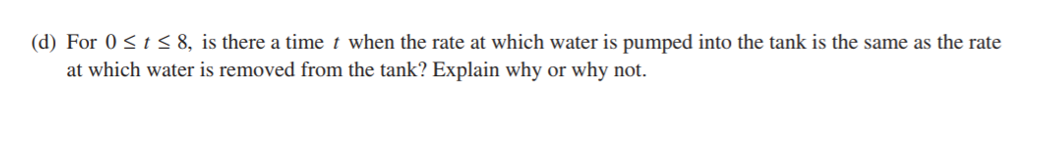 (d) For 0 ≤ t ≤ 8, is there a time t when the rate at which water is pumped into the tank is the same as the rate
at which water is removed from the tank? Explain why or why not.